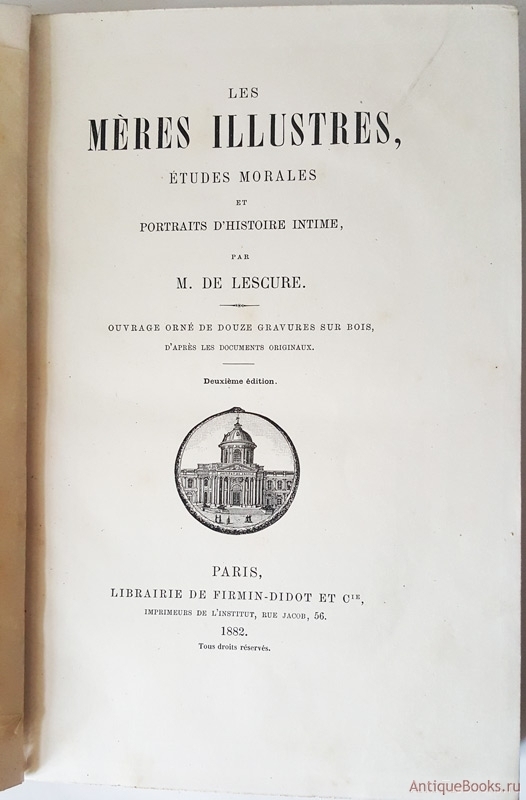 LES
MÈRES ILLUSTRES,
ÉTUDES MORALES
ET
PORTRAITS D'HISTOIRE INTIME,
PAR
M. DE LESCURE.
OUVRAGE ORNÉ DE DOUZE GRAVURES SUR BOIS,
D'APRÈS LES DOCUMENTS ORIGINAUX.
Deuxième édition.
PARIS,
LIBRAIRIE DE FIRMIN-DIDOT ET CIE,
IMPRIMEURS DE L'INSTITUT, RUE JACOB, 56.
1882.
Tous droits réservés.
AntiqueBooks.ru